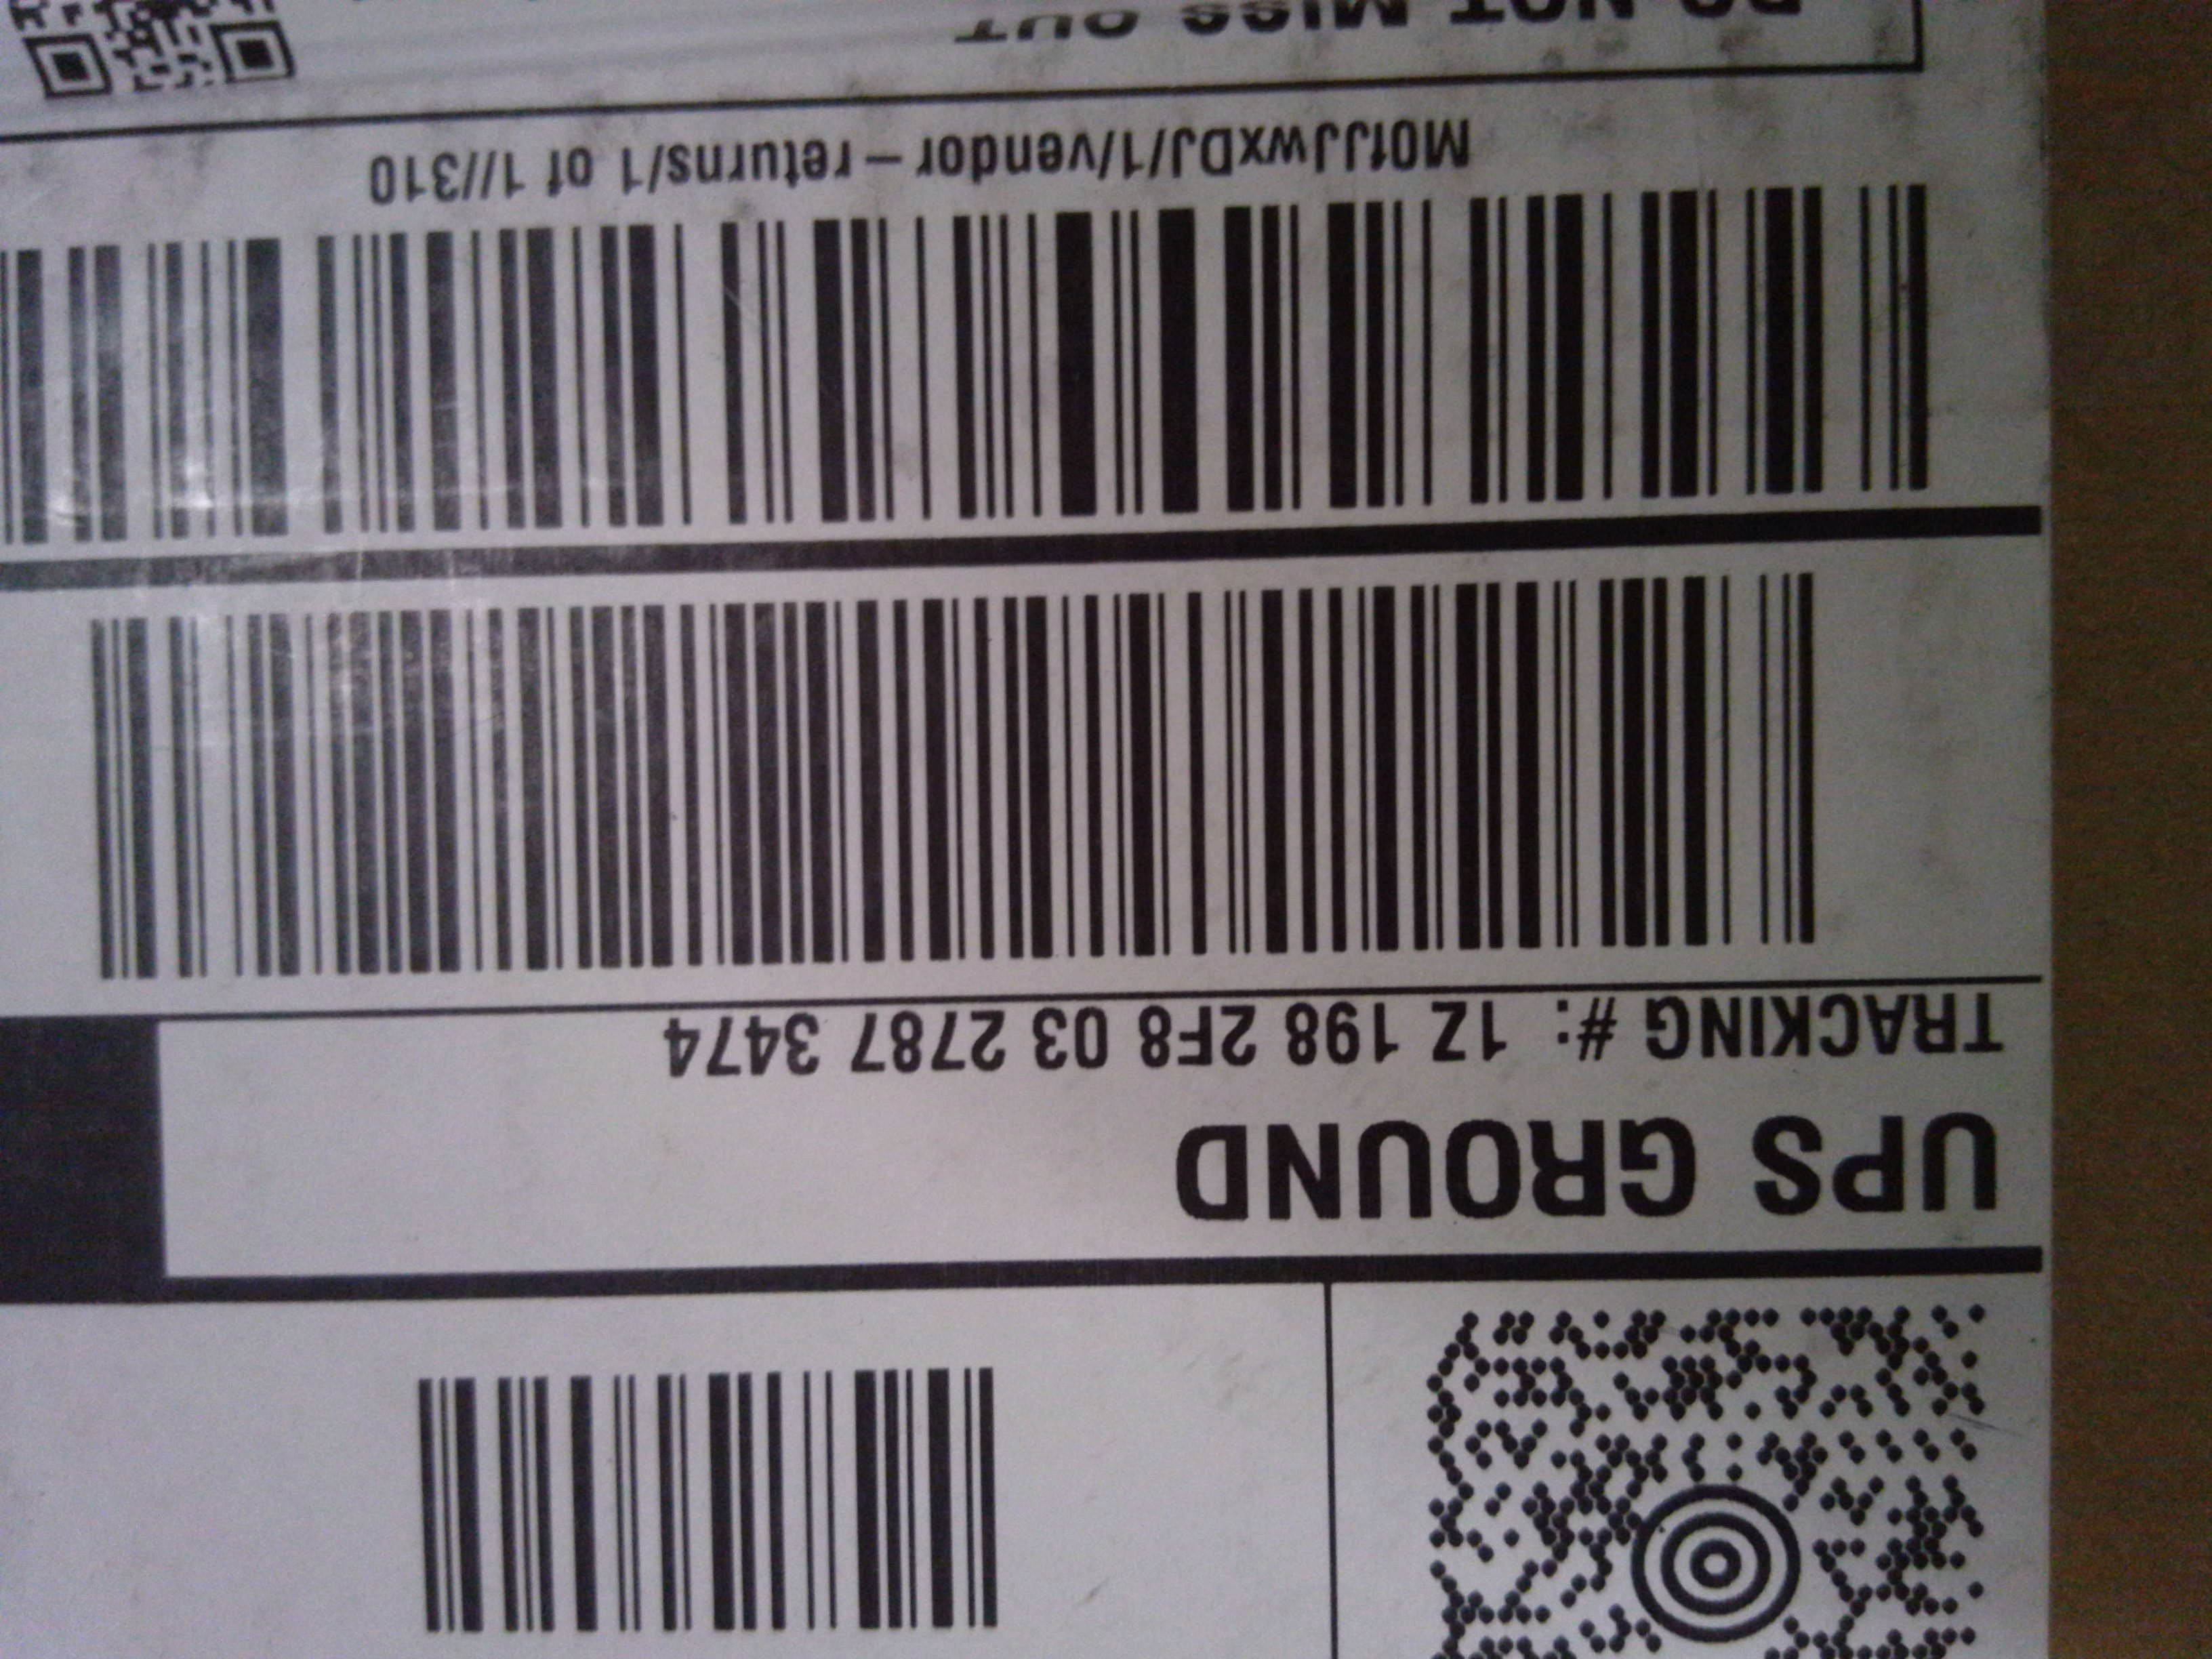 UPS GROUND
TRACKING #: 1Z 198 2F8 03 2787 3474
M0fJJwxDJ/1/vendor-returns/1 of 1//310
DO NOT MISS OUT